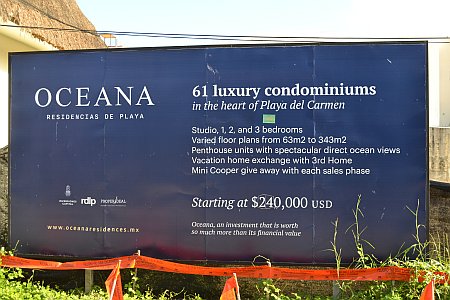 OCEANA
RESIDENCIAS DE PLAYA
61 luxury condominiums
in the heart of Playa del Carmen
Studio, 1, 2, and 3 bedrooms
Varied floor plans from 63m2 to 343m2
Penthouse units with spectacular direct ocean views
Vacation home exchange with 3rd Home
Mini Cooper give away with each sales phase
rdlp
Starting at $240,000 USD
Oceana, an investment that is worth
so much more than its financial value
www.oceanaresidences.mx